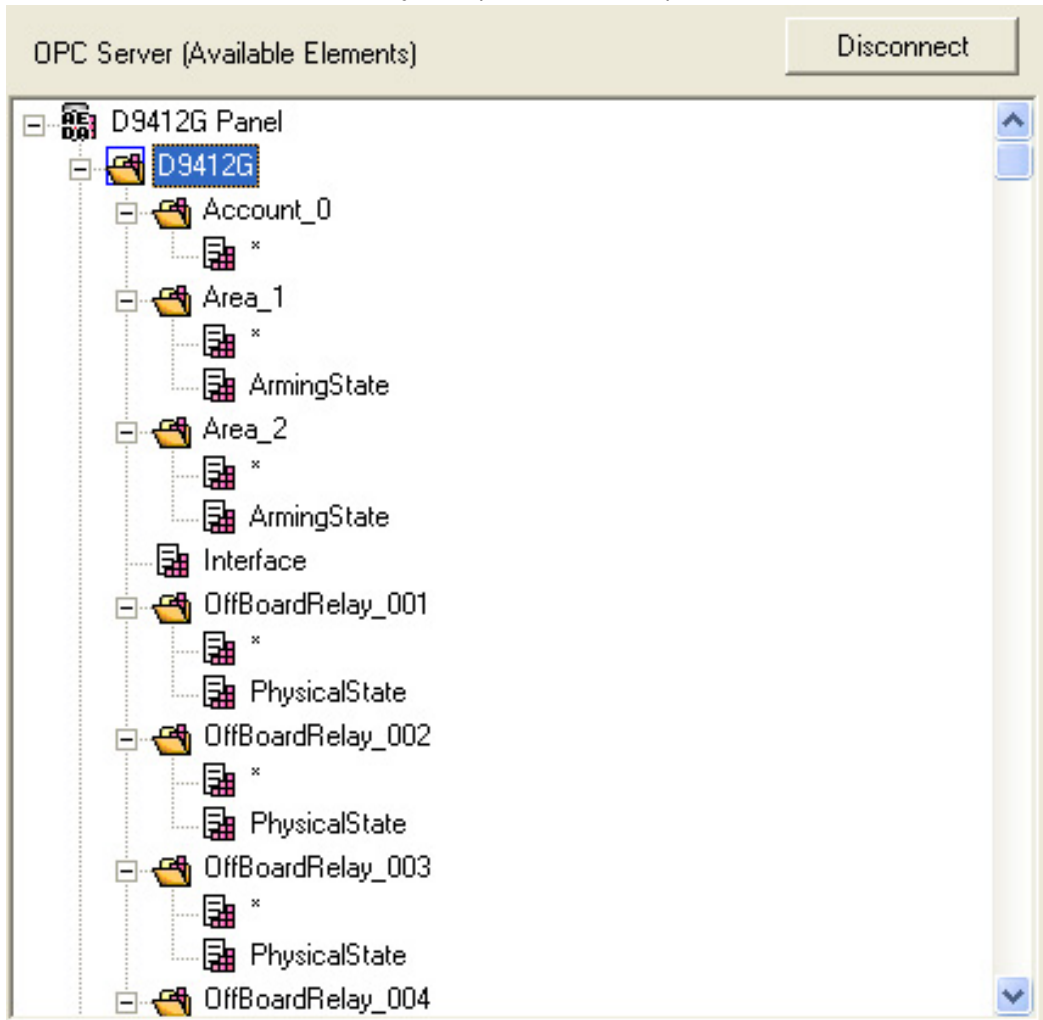 OPC Server (Available Elements)
Disconnect
D9412G Panel
D9412G
Account_0
*
Area_1
*
ArmingState
Area_2
*
ArmingState
Interface
OffBoardRelay_001
*
PhysicalState
OffBoardRelay_002
*
PhysicalState
OffBoardRelay_003
*
PhysicalState
OffBoardRelay_004